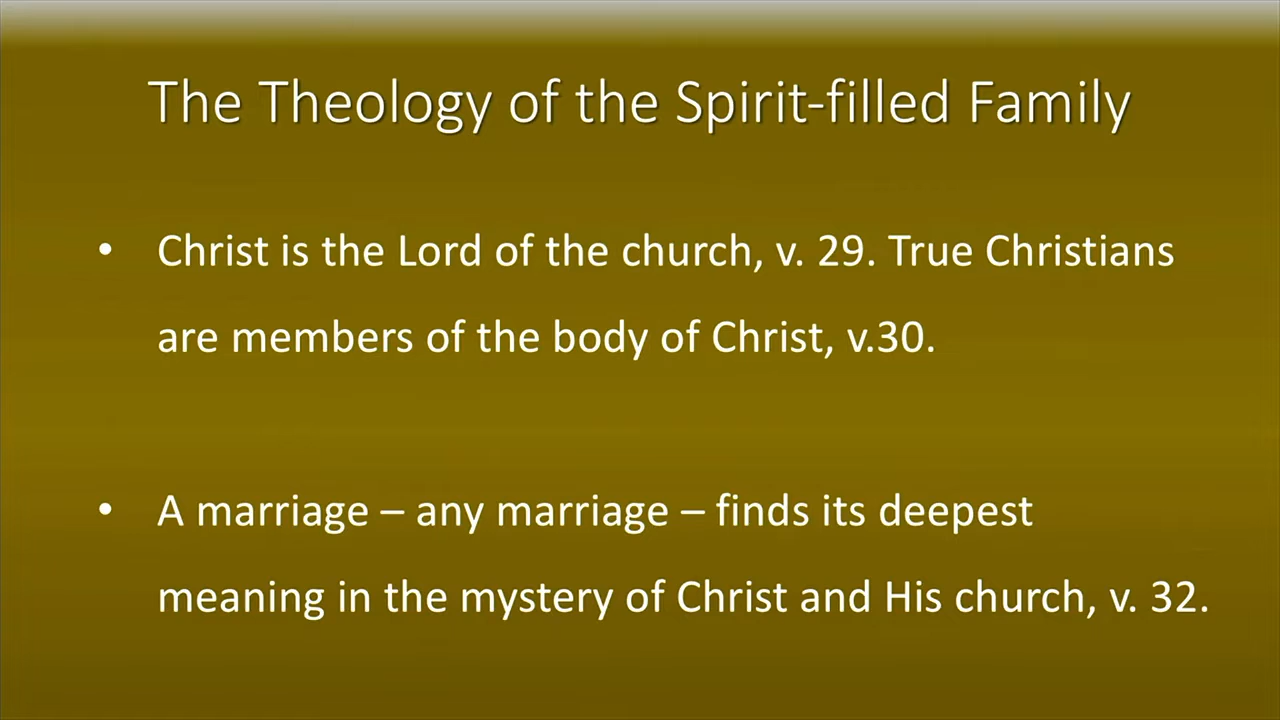 The Theology of the Spirit-filled Family
• Christ is the Lord of the church, v. 29. True Christians
are members of the body of Christ, v.30.
• A marriage – any marriage – finds its deepest
meaning in the mystery of Christ and His church, v. 32.